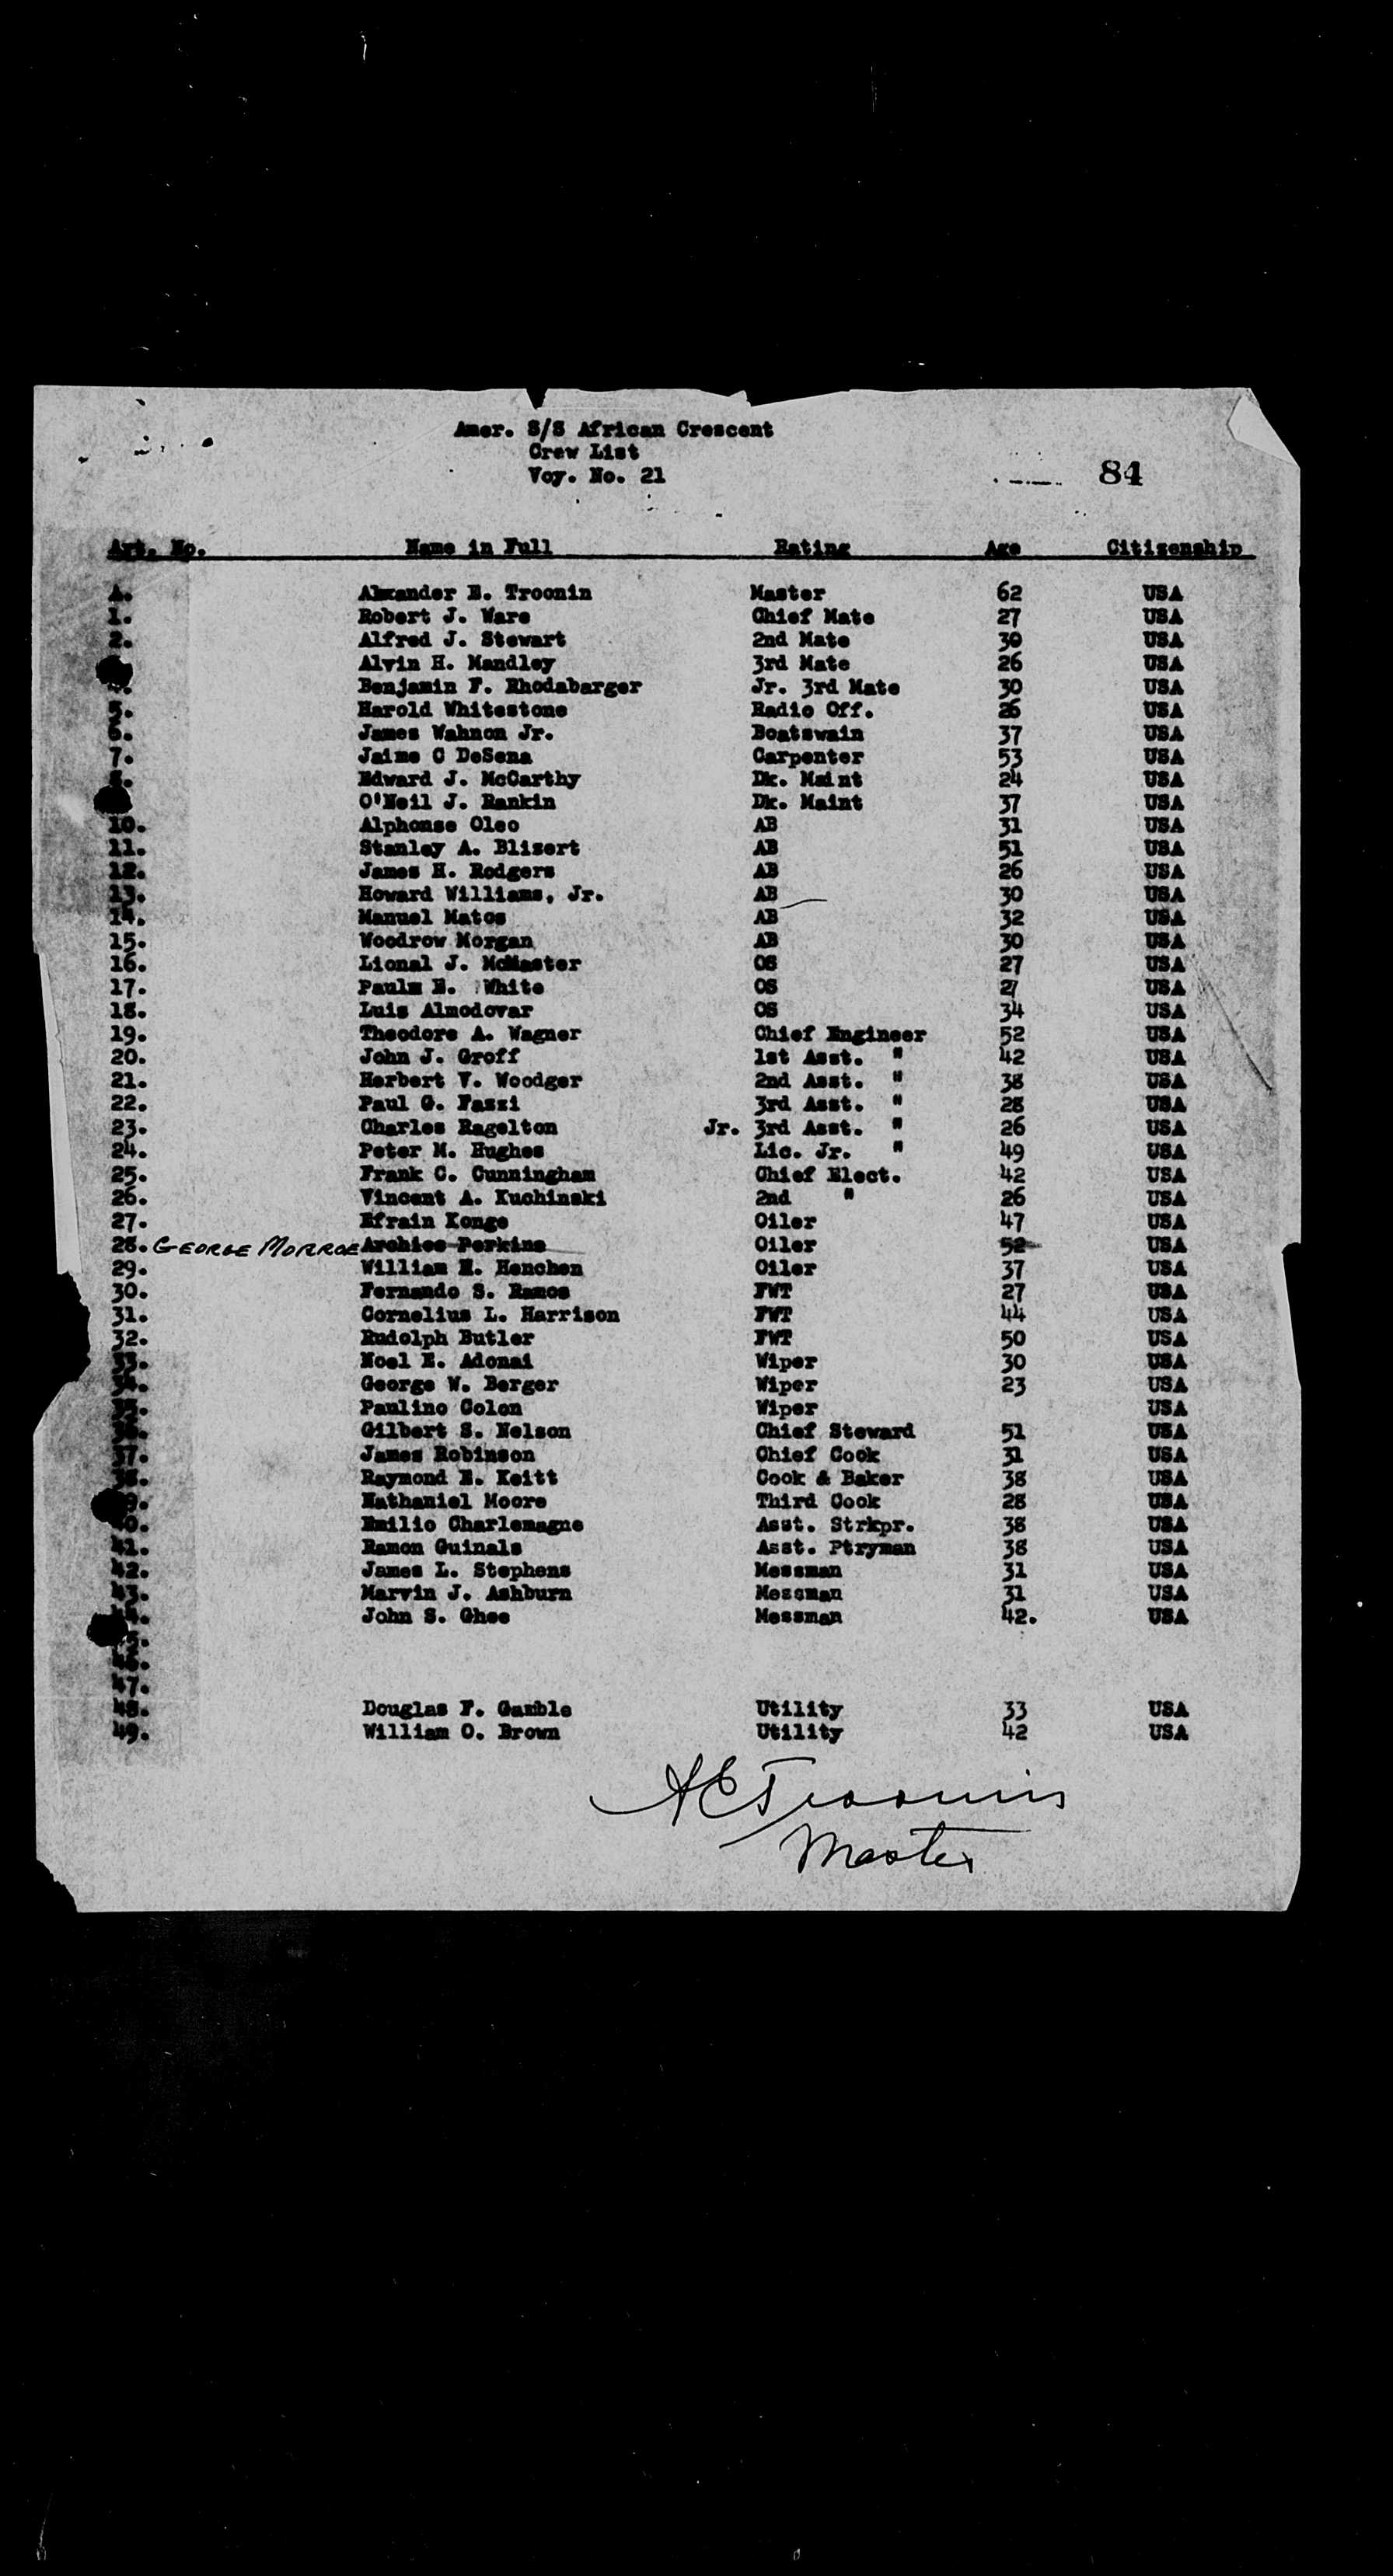 Amer. S/S African Crescent
Crew List
Voy. No. 21
84
Art. No. Name in Full Rating Age Citizenship
A. Alxander E. Troonin Master 62 USA
1. Robert J. Ware Chief Mate 27 USA
2. Alfred J. Stewart 2nd Mate 30 USA
Alvin H. Mandley 3rd Mate 26 USA
4. Benjamin F. Rhodabarger Jr. 3rd Mate 30 USA
5. Harold Whitestone Radio Off. 26 USA
6. James Wahnon Jr. Boatswain 37 USA
7. Jaime C DeSena Carpenter 53 USA
8. Edward J. McCarthy Dk. Maint 24 USA
O'Neil J. Rankin Dk. Maint 37 USA
10. Alphonse Oleo AB 31 USA
11. Stanley A. Blizert AB 51 USA
12. James H. Rodgers AB 26 USA
13. Howard Williams, Jr. AB 30 USA
14. Manuel Matos AB 32 USA
15. Woodrow Morgan AB 30 USA
16. Lional J. McMaster OS 27 USA
17. Paulm E. White OS 27 USA
18. Luis Almodovar OS 34 USA
19. Theodore A. Wagner Chief Engineer 52 USA
20. John J. Groff 1st Asst. " 42 USA
21. Herbert V. Woodger 2nd Asst. " 38 USA
22. Paul G. Fazzi 3rd Asst. " 28 USA
23. Charles Ragelton Jr. 3rd Asst. " 26 USA
24. Peter M. Hughes Lic. Jr. " 49 USA
25. Frank C. Cunningham Chief Elect. 42 USA
26. Vincent A. Kuchinski 2nd " 26 USA
27. Efrain Konge Oiler 47 USA
28. GEORGE MORROE Archiee Perkins Oiler 52 USA
29. William H. Henchen Oiler 37 USA
30. Fernando S. Ramos FWT 27 USA
31. Cornelius L. Harrison FWT 44 USA
32. Rudolph Butler FWT 50 USA
33. Noel E. Adonai Wiper 30 USA
34. George W. Berger Wiper 23 USA
35. Paulino Colon Wiper USA
36. Gilbert S. Nelson Chief Steward 51 USA
37. James Robinson Chief Cook 31 USA
38. Raymond E. Keitt Cook & Baker 38 USA
9. Nathaniel Moore Third Cook 28 USA
0. Emilio Charlemagne Asst. Strkpr. 38 USA
41. Ramon Guinals Asst. Ptryman 38 USA
42. James L. Stephens Messman 31 USA
43. Marvin J. Ashburn Messman 31 USA
44. John S. Ghee Messman 42. USA
5.
46.
47.
48. Douglas F. Gamble Utility 33 USA
49. William O. Brown Utility 42 USA
A E Troonin
Master